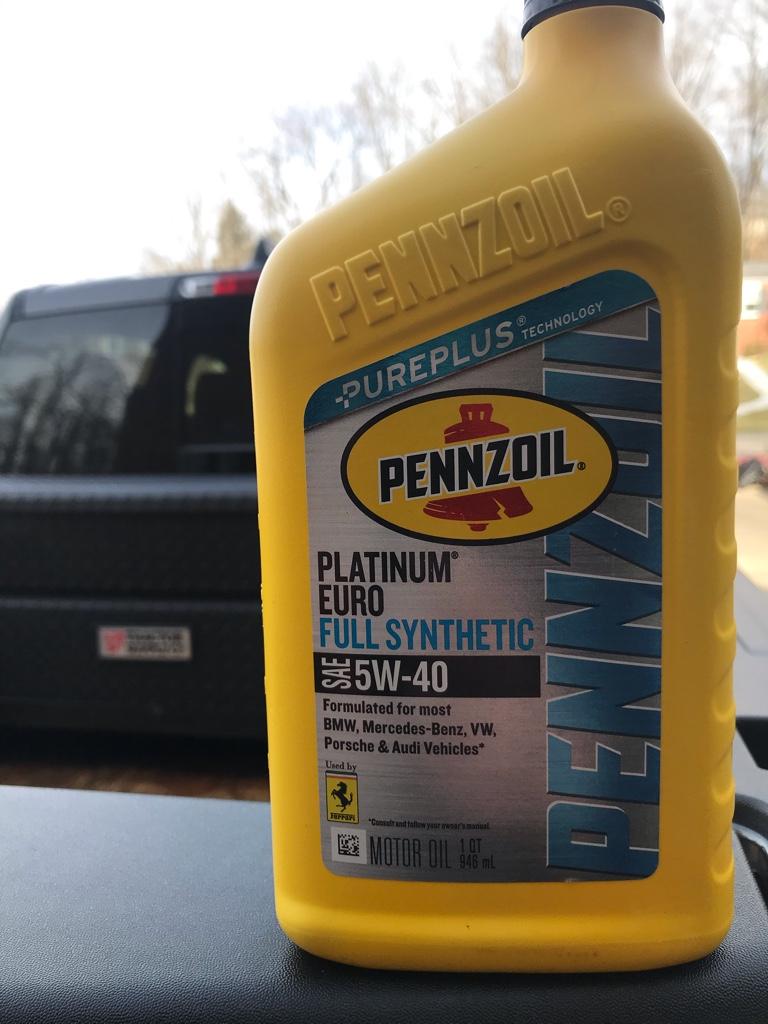 PENNZOIL®
PUREPLUS® TECHNOLOGY
PENNZOIL®
PENNZOIL
PLATINUM®
EURO
FULL SYNTHETIC
SAE 5W-40
Formulated for most
BMW, Mercedes-Benz, VW,
Porsche & Audi Vehicles*
Used by
Ferrari
*Consult and follow your owner's manual.
MOTOR OIL 1 QT
946 mL